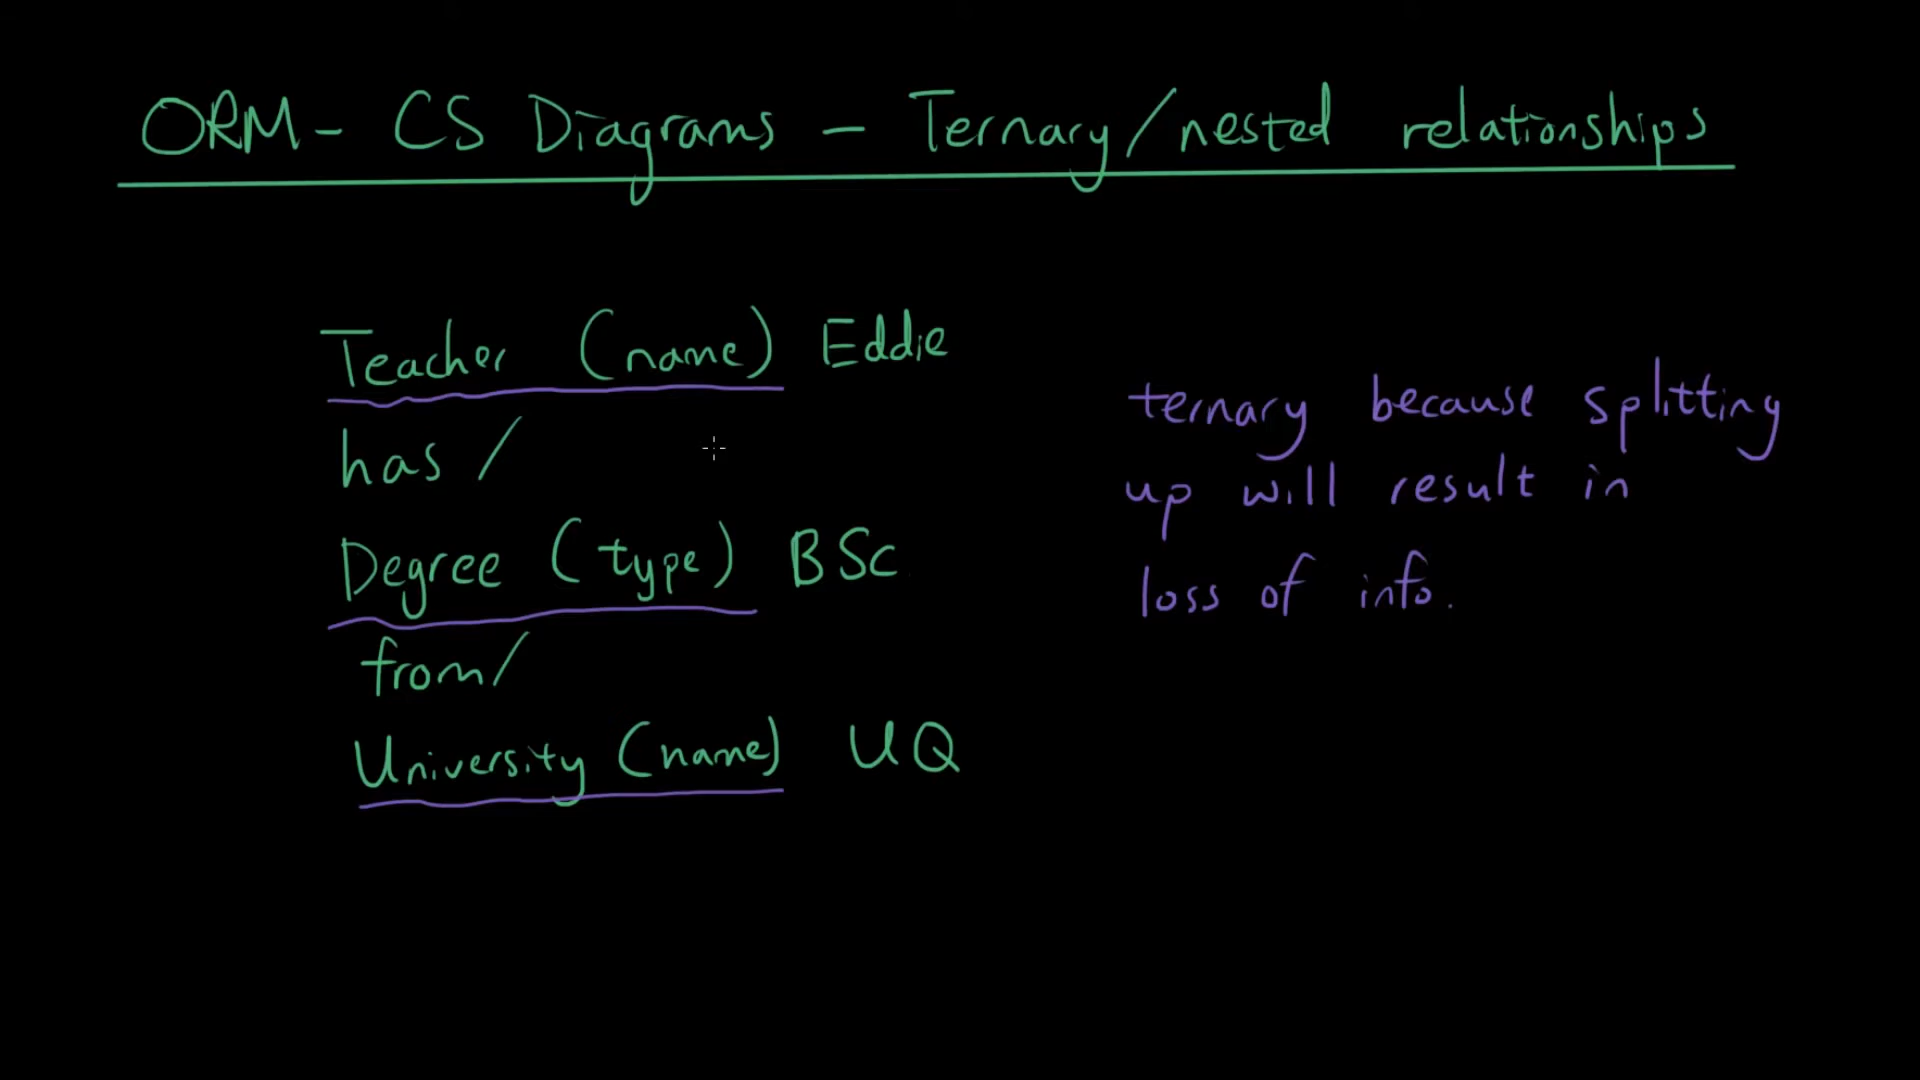 ORM - CS Diagrams - Ternary/nested relationships
Teacher (name) Eddie
has /
Degree (type) BSc
from/
University (name) UQ
ternary because splitting
up will result in
loss of info.